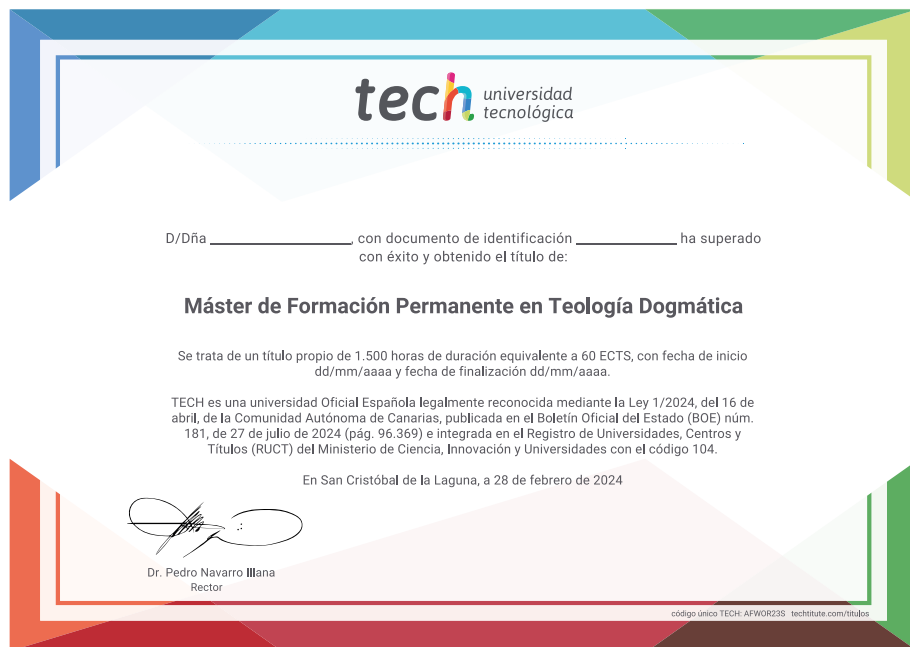 tech universidad
tecnológica
D/Dña ________________, con documento de identificación ____________ ha superado
con éxito y obtenido el título de:
Máster de Formación Permanente en Teología Dogmática
Se trata de un título propio de 1.500 horas de duración equivalente a 60 ECTS, con fecha de inicio
dd/mm/aaaa y fecha de finalización dd/mm/aaaa.
TECH es una universidad Oficial Española legalmente reconocida mediante la Ley 1/2024, del 16 de
abril, de la Comunidad Autónoma de Canarias, publicada en el Boletín Oficial del Estado (BOE) núm.
181, de 27 de julio de 2024 (pág. 96.369) e integrada en el Registro de Universidades, Centros y
Títulos (RUCT) del Ministerio de Ciencia, Innovación y Universidades con el código 104.
En San Cristóbal de la Laguna, a 28 de febrero de 2024
Dr. Pedro Navarro Illana
Rector
código único TECH: AFWOR23S techtitute.com/titulos